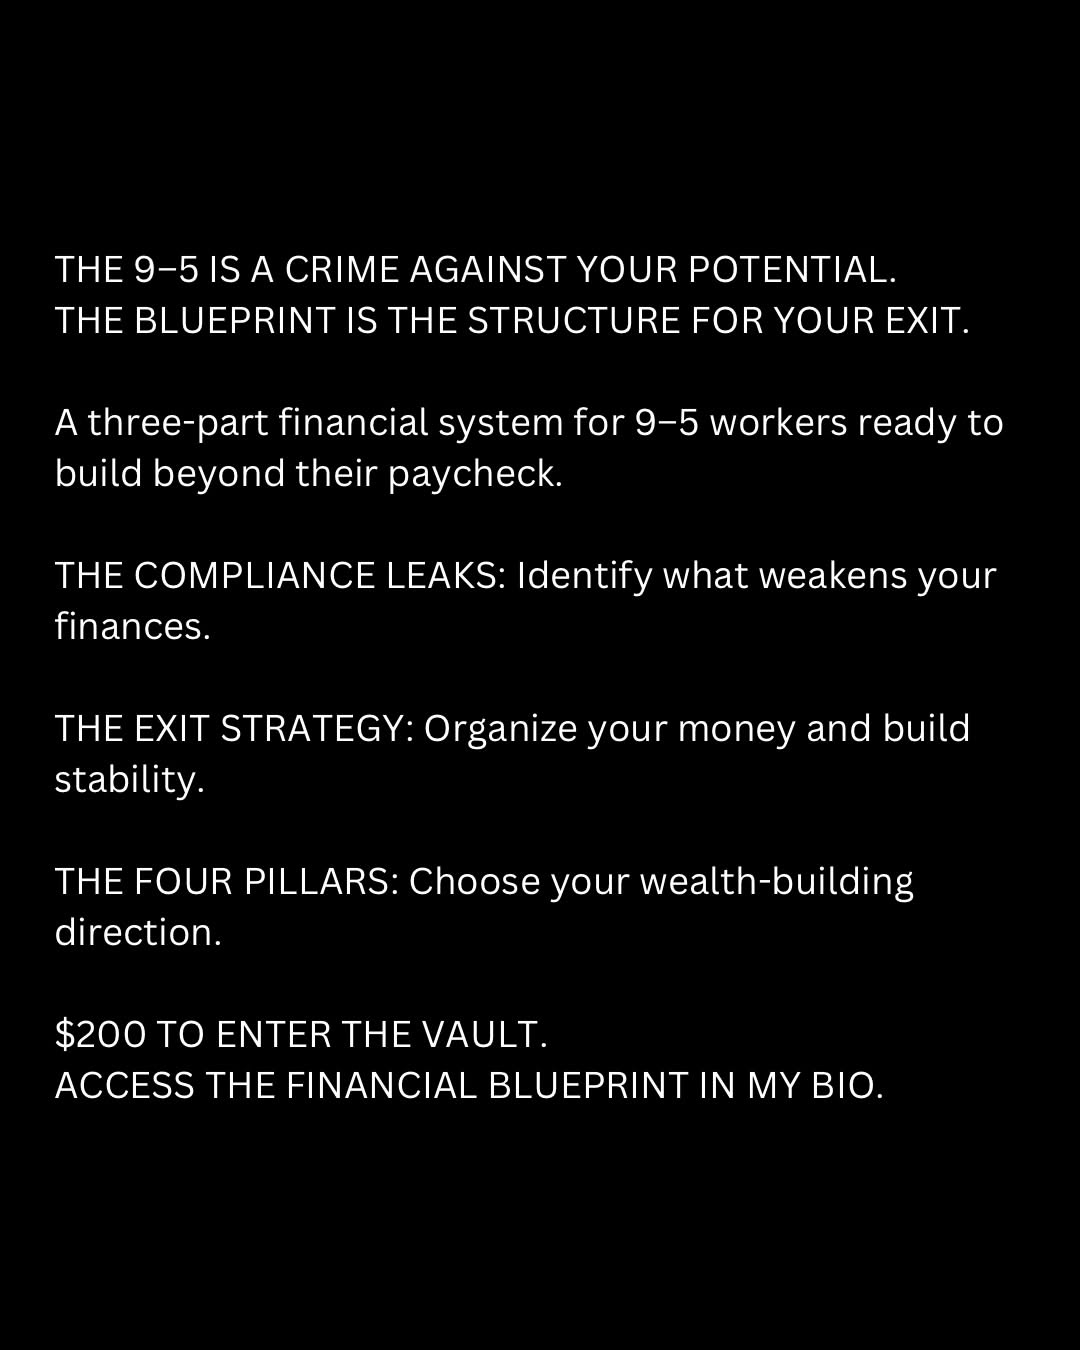 THE 9–5 IS A CRIME AGAINST YOUR POTENTIAL.
THE BLUEPRINT IS THE STRUCTURE FOR YOUR EXIT.
A three-part financial system for 9–5 workers ready to
build beyond their paycheck.
THE COMPLIANCE LEAKS: Identify what weakens your
finances.
THE EXIT STRATEGY: Organize your money and build
stability.
THE FOUR PILLARS: Choose your wealth-building
direction.
$200 TO ENTER THE VAULT.
ACCESS THE FINANCIAL BLUEPRINT IN MY BIO.